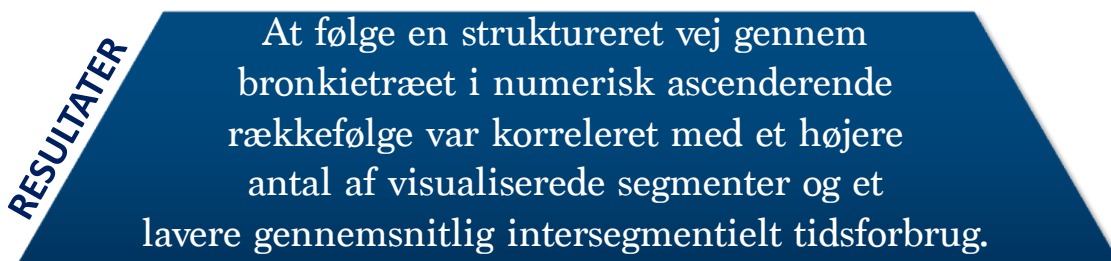 RESULTATER
At følge en struktureret vej gennem
bronkietræet i numerisk ascenderende
rækkefølge var korreleret med et højere
antal af visualiserede segmenter og et
lavere gennemsnitlig intersegmentielt tidsforbrug.